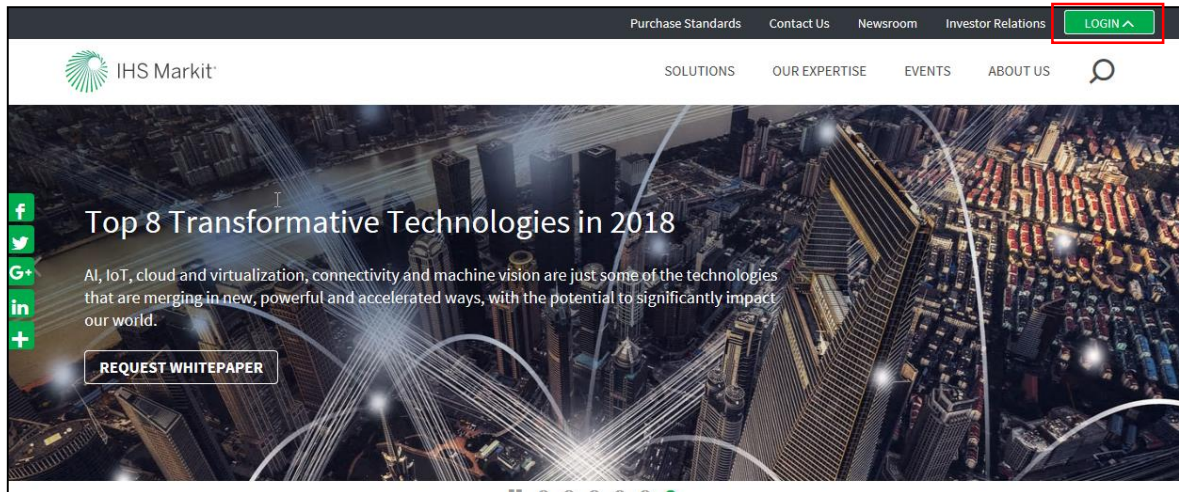 Purchase Standards Contact Us Newsroom Investor Relations LOGIN
IHS Markit
SOLUTIONS OUR EXPERTISE EVENTS ABOUT US
f
G+
in
Top 8 Transformative Technologies in 2018
AI, IoT, cloud and virtualization, connectivity and machine vision are just some of the technologies
that are merging in new, powerful and accelerated ways, with the potential to significantly impact
our world.
REQUEST WHITEPAPER